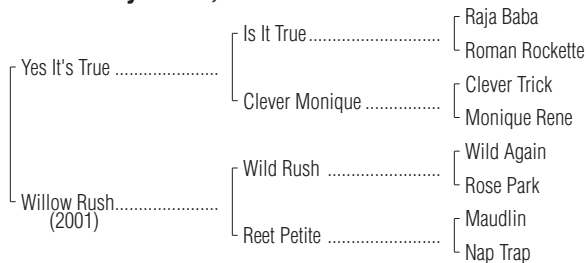 Is It True
Raja Baba
Roman Rockette
Yes It's True
Clever Monique
Clever Trick
Monique Rene
Willow Rush
(2001)
Wild Rush
Wild Again
Rose Park
Reet Petite
Maudlin
Nap Trap